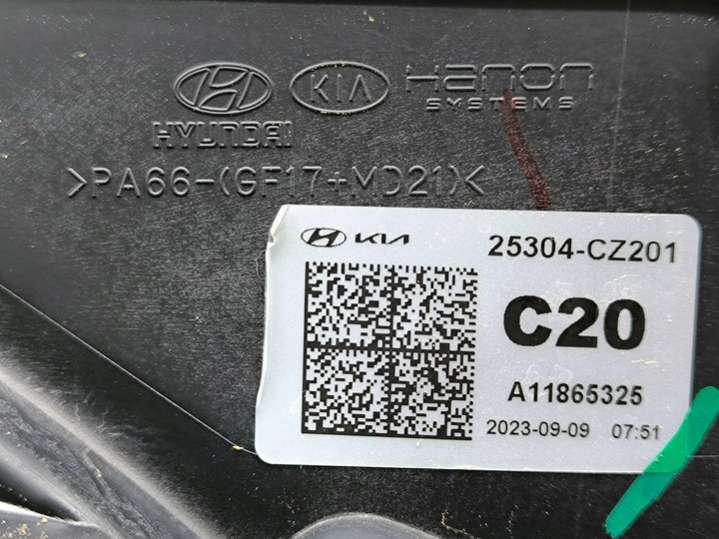 KIA Hanon
SYSTEMS
HYUNDAI
>PA66-(GF17+MD21)<
KIA 25304-CZ201
C20
A11865325
2023-09-09 07:51